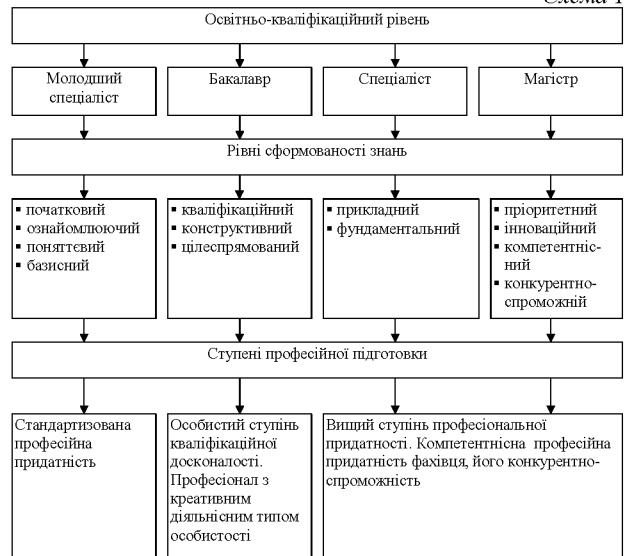 Схема 1
Освітньо-кваліфікаційний рівень
Молодший
спеціаліст
Бакалавр
Спеціаліст
Магістр
Рівні сформованості знань
▪ початковий
▪ ознайомлюючий
▪ поняттєвий
▪ базисний
▪ кваліфікаційний
▪ конструктивний
▪ цілеспрямований
▪ прикладний
▪ фундаментальний
▪ пріоритетний
▪ інноваційний
▪ компетентніс-
ний
▪ конкурентно-
спроможній
Ступені професійної підготовки
Стандартизована
професійна
придатність
Особистий ступінь
кваліфікаційної
досконалості.
Професіонал з
креативним
діяльнісним типом
особистості
Вищий ступінь професіональної
придатності. Компетентнісна професійна
придатність фахівця, його конкурентно-
спроможність